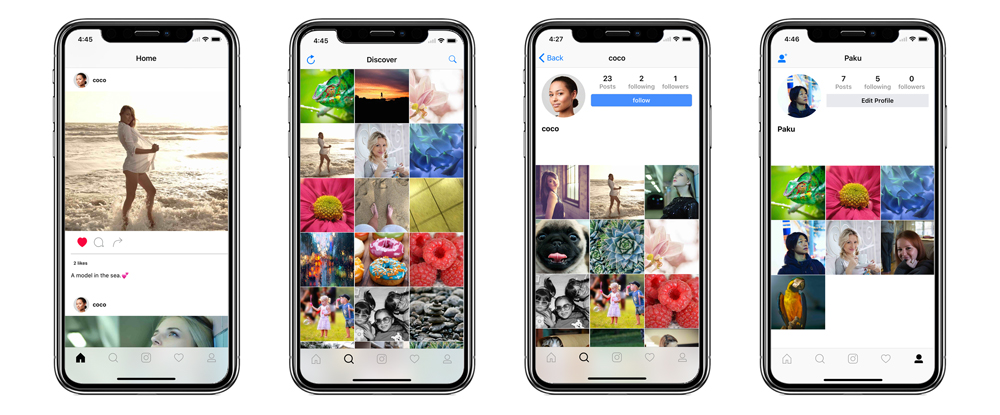 4:45
Home
coco
2 likes
A model in the sea.💕
coco
4:45
Discover
4:27
Back
coco
23 2 1
Posts following followers
follow
coco
4:46
Paku
7 5 0
Posts following followers
Edit Profile
Paku